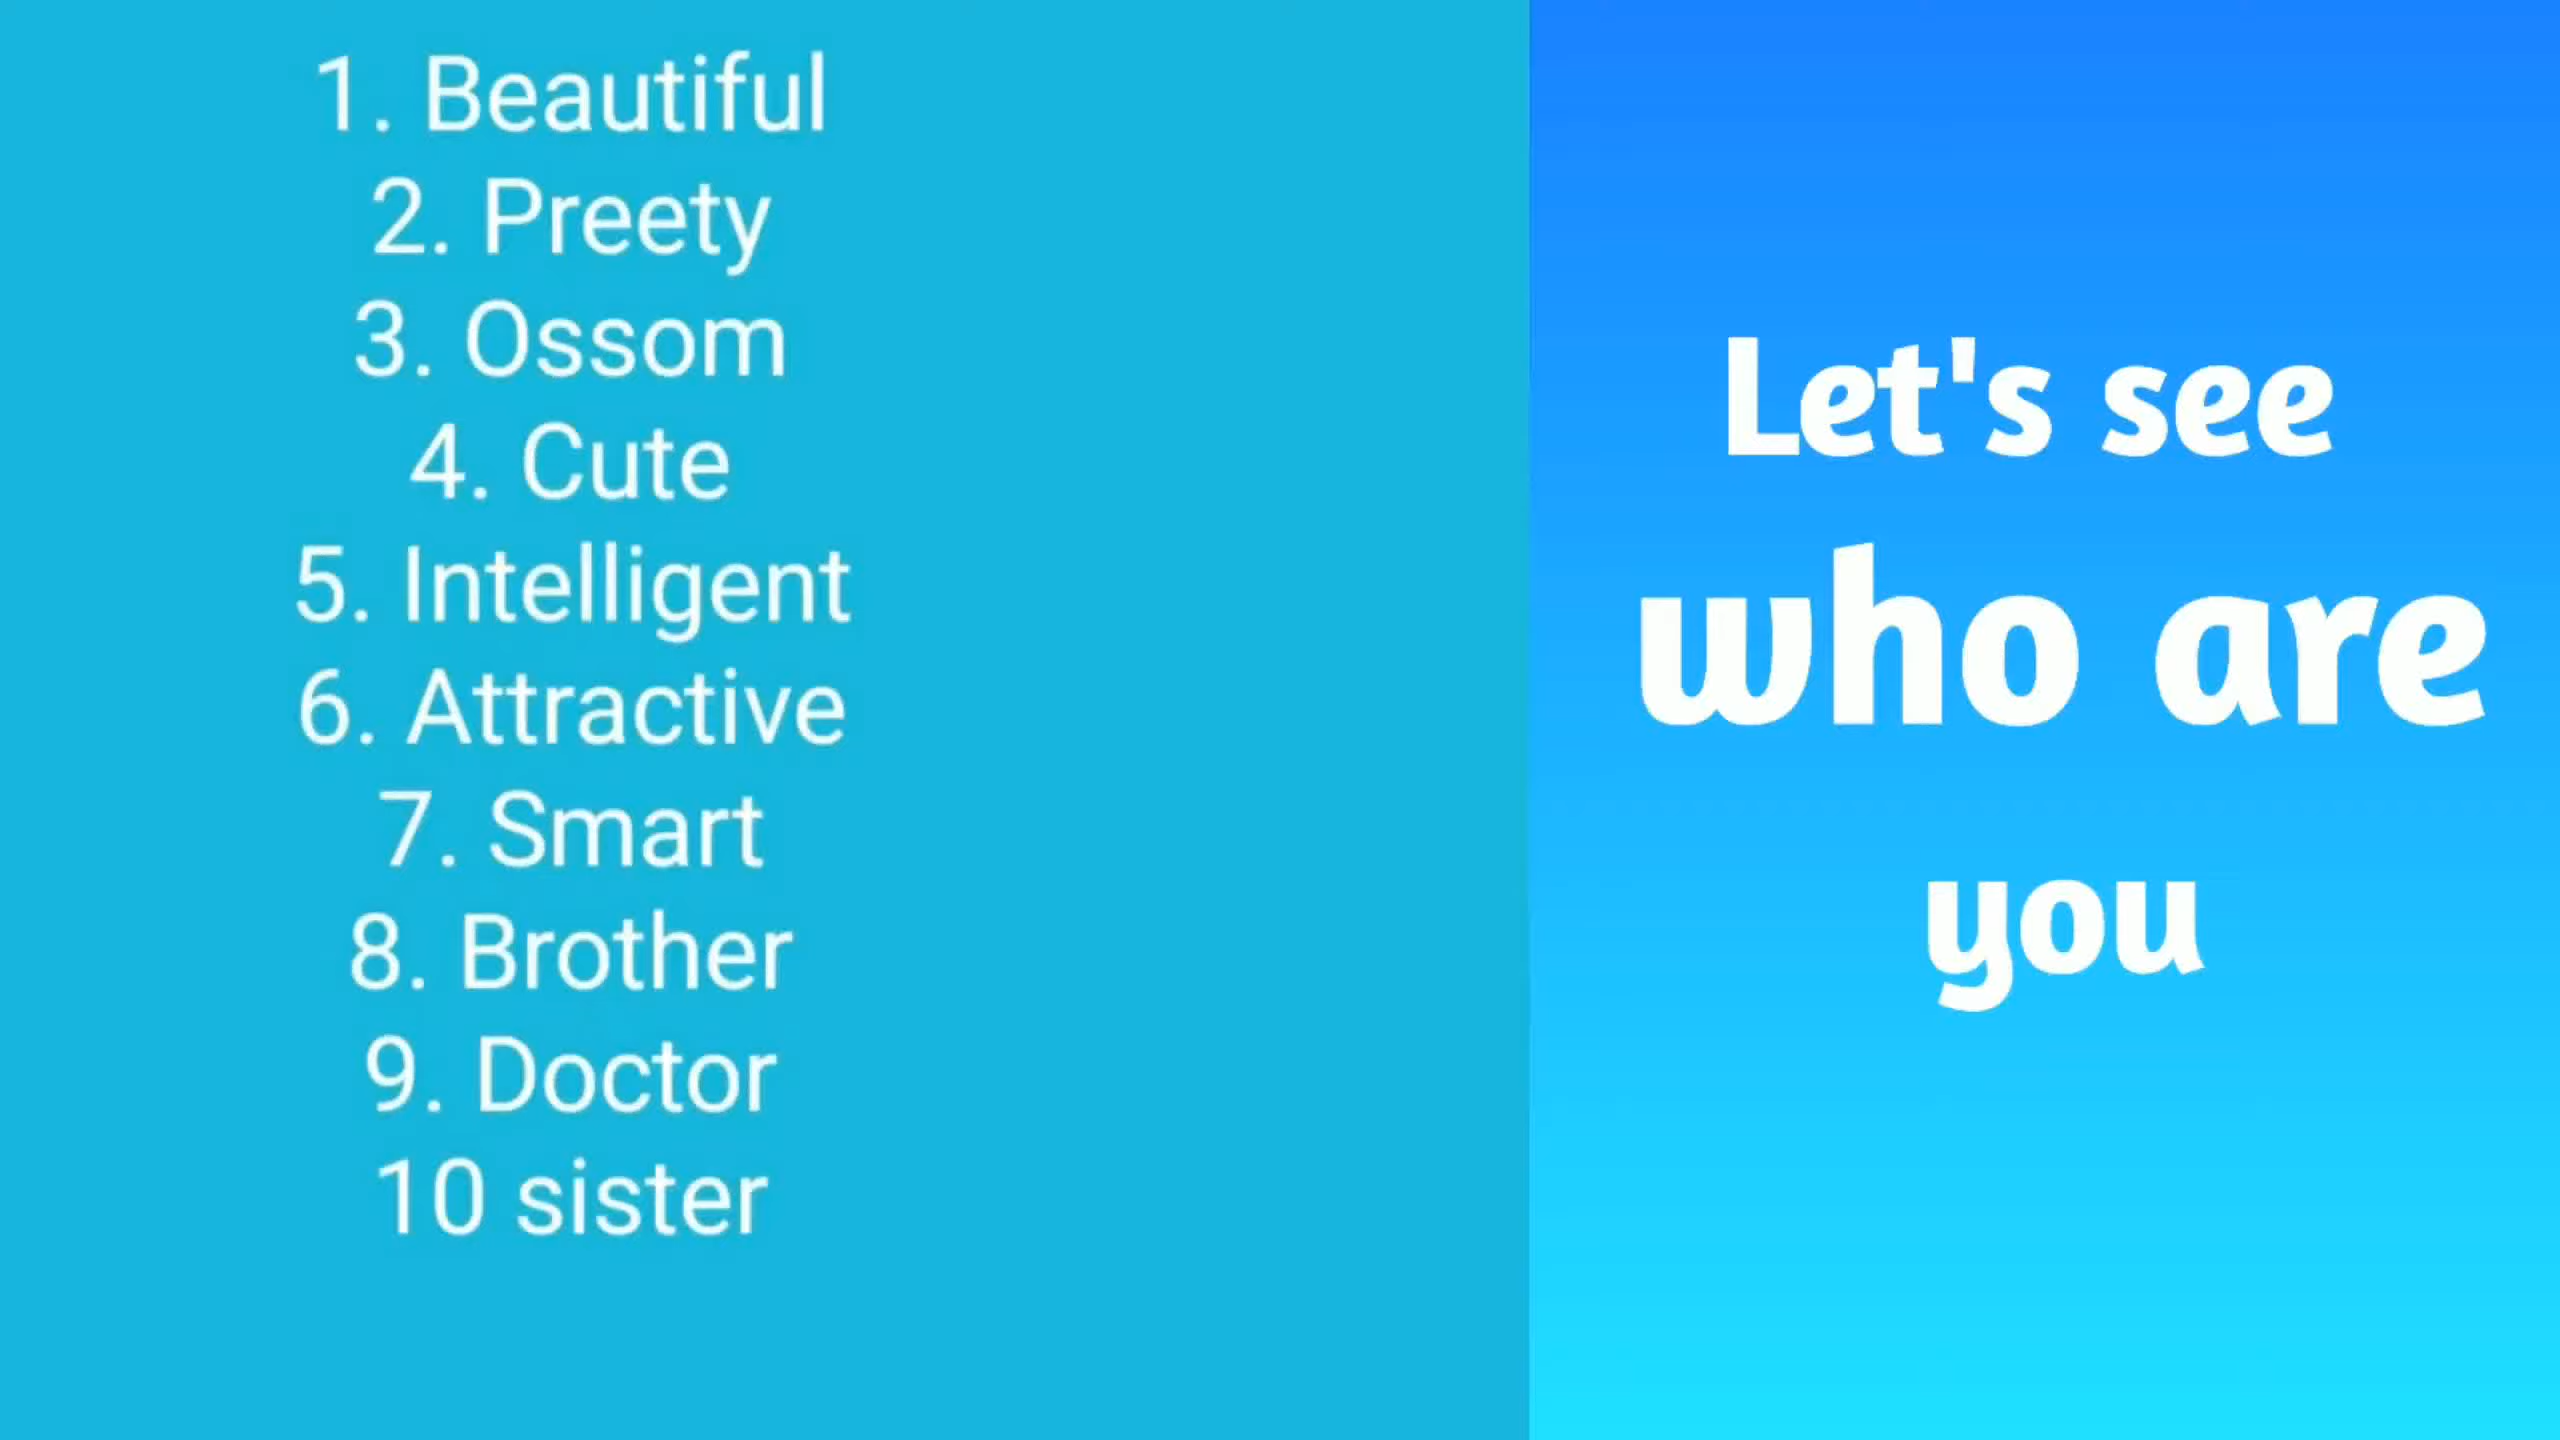 1. Beautiful
2. Preety
3. Ossom
4. Cute
5. Intelligent
6. Attractive
7. Smart
8. Brother
9. Doctor
10 sister
Let's see
who are
you